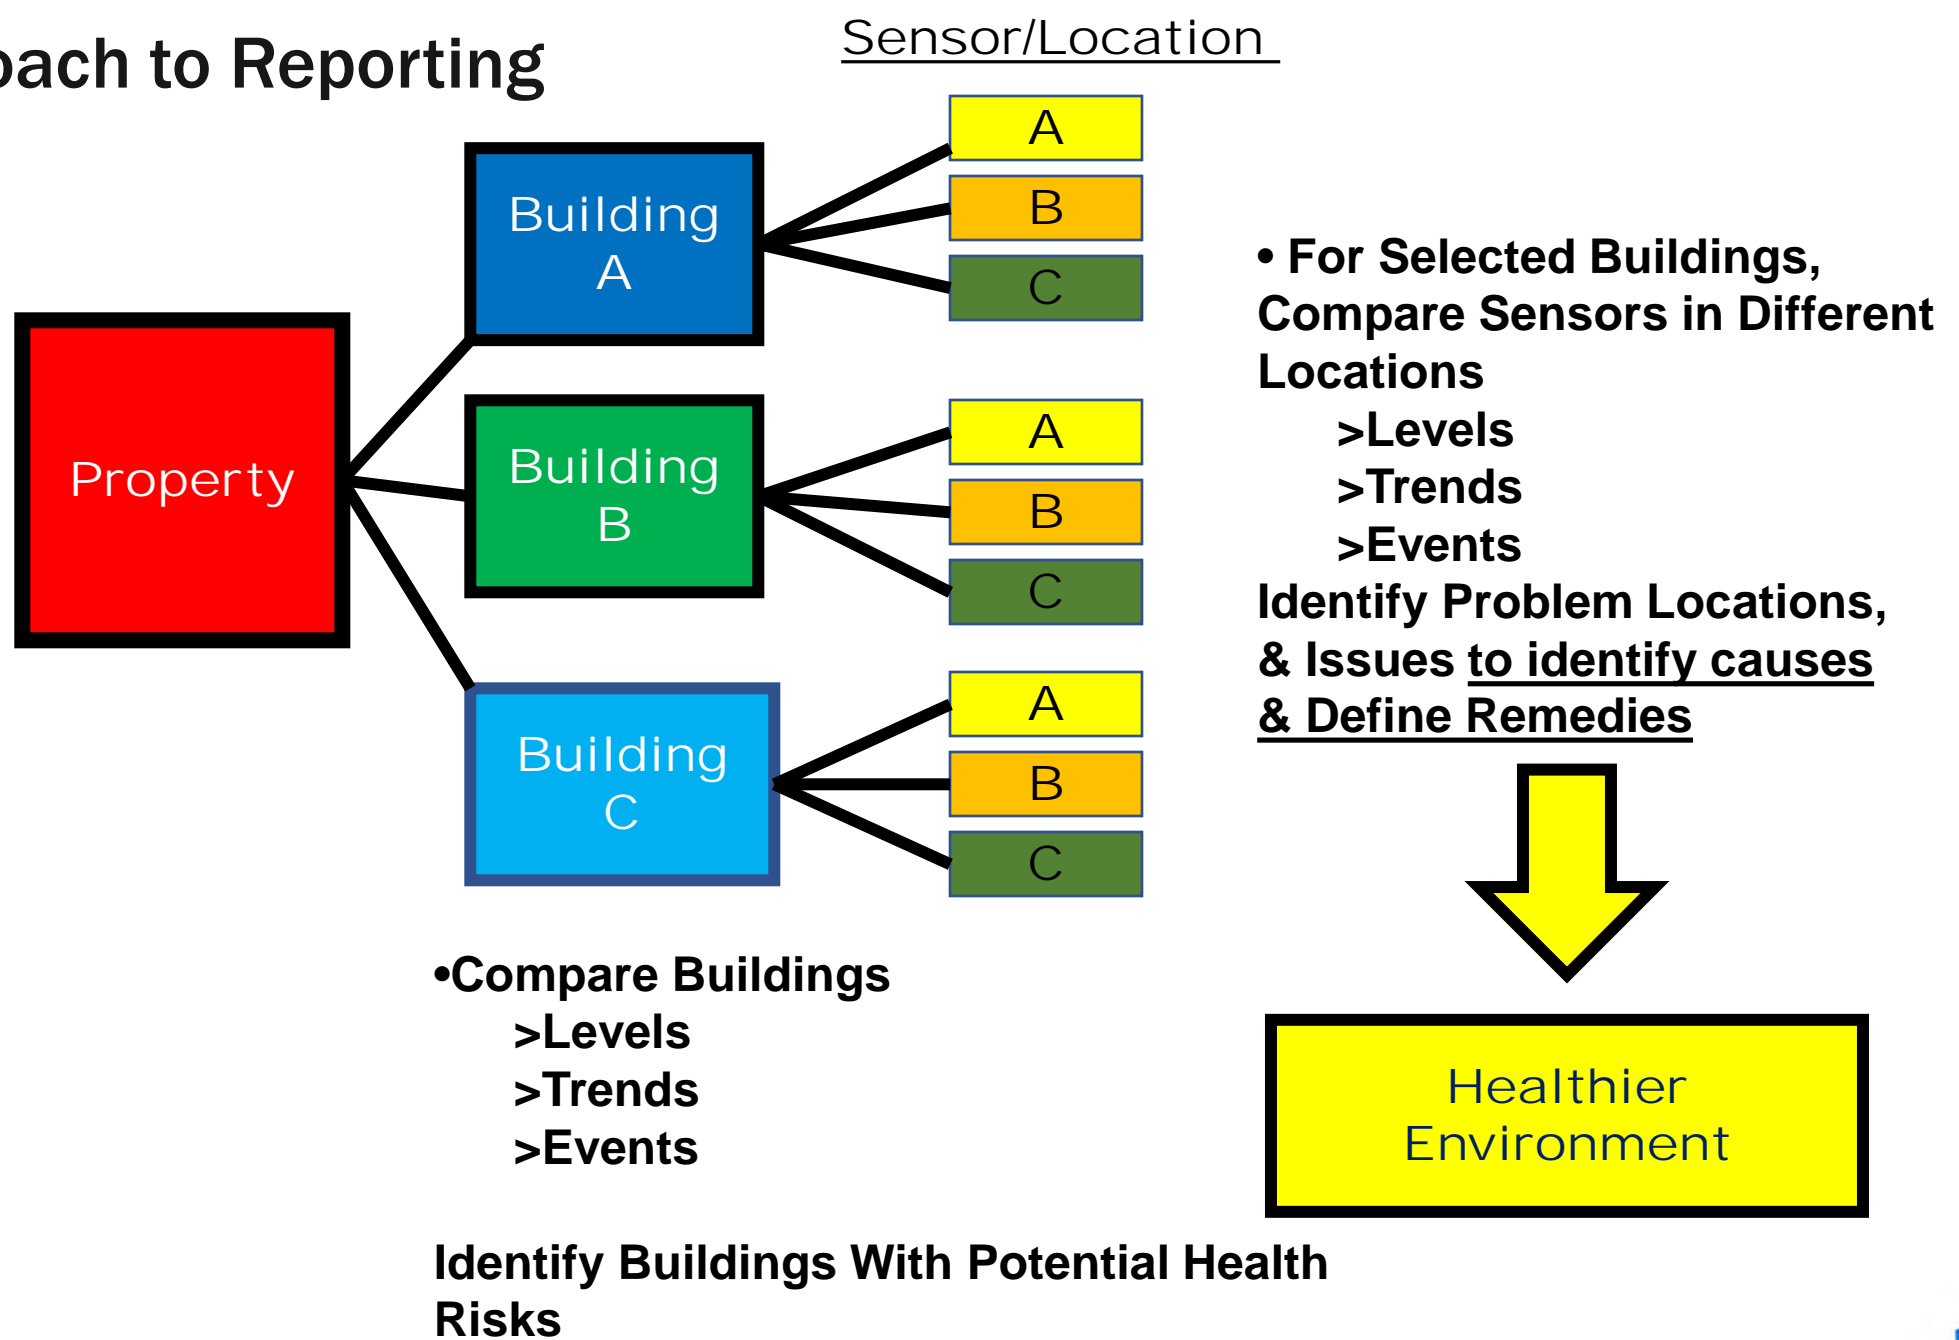 to Reporting
Sensor/Location
Property
Building
A
A
B
C
Building
B
A
B
C
Building
C
A
B
C
• For Selected Buildings,
Compare Sensors in Different
Locations
>Levels
>Trends
>Events
Identify Problem Locations,
& Issues to identify causes
& Define Remedies
•Compare Buildings
>Levels
>Trends
>Events
Identify Buildings With Potential Health
Risks
Healthier
Environment